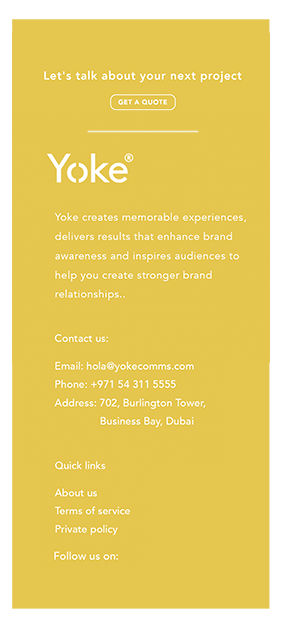 Let's talk about your next project
GET A QUOTE
Yoke®
Yoke creates memorable experiences,
delivers results that enhance brand
awareness and inspires audiences to
help you create stronger brand
relationships..
Contact us:
Email: hola@yokecomms.com
Phone: +971 54 311 5555
Address: 702, Burlington Tower,
Business Bay, Dubai
Quick links
About us
Terms of service
Private policy
Follow us on: